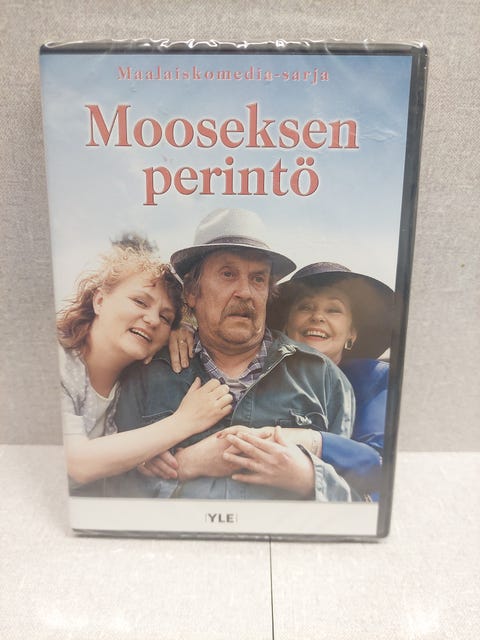 Maalaiskomedia-sarja
Mooseksen
perintö
YLE